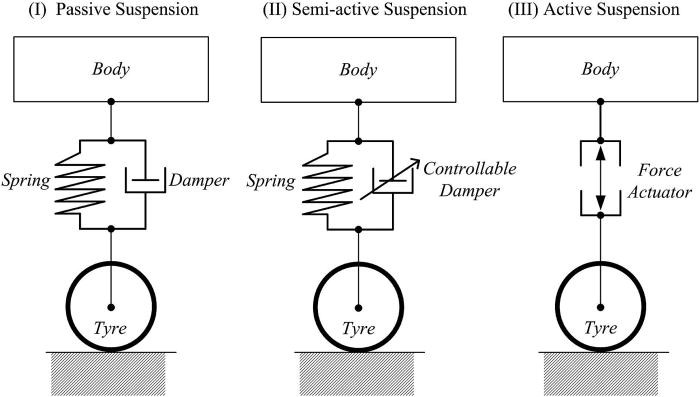 (I) Passive Suspension
(II) Semi-active Suspension
(III) Active Suspension
Body
Body
Body
Spring
Damper
Spring
Controllable
Damper
Force
Actuator
Tyre
Tyre
Tyre